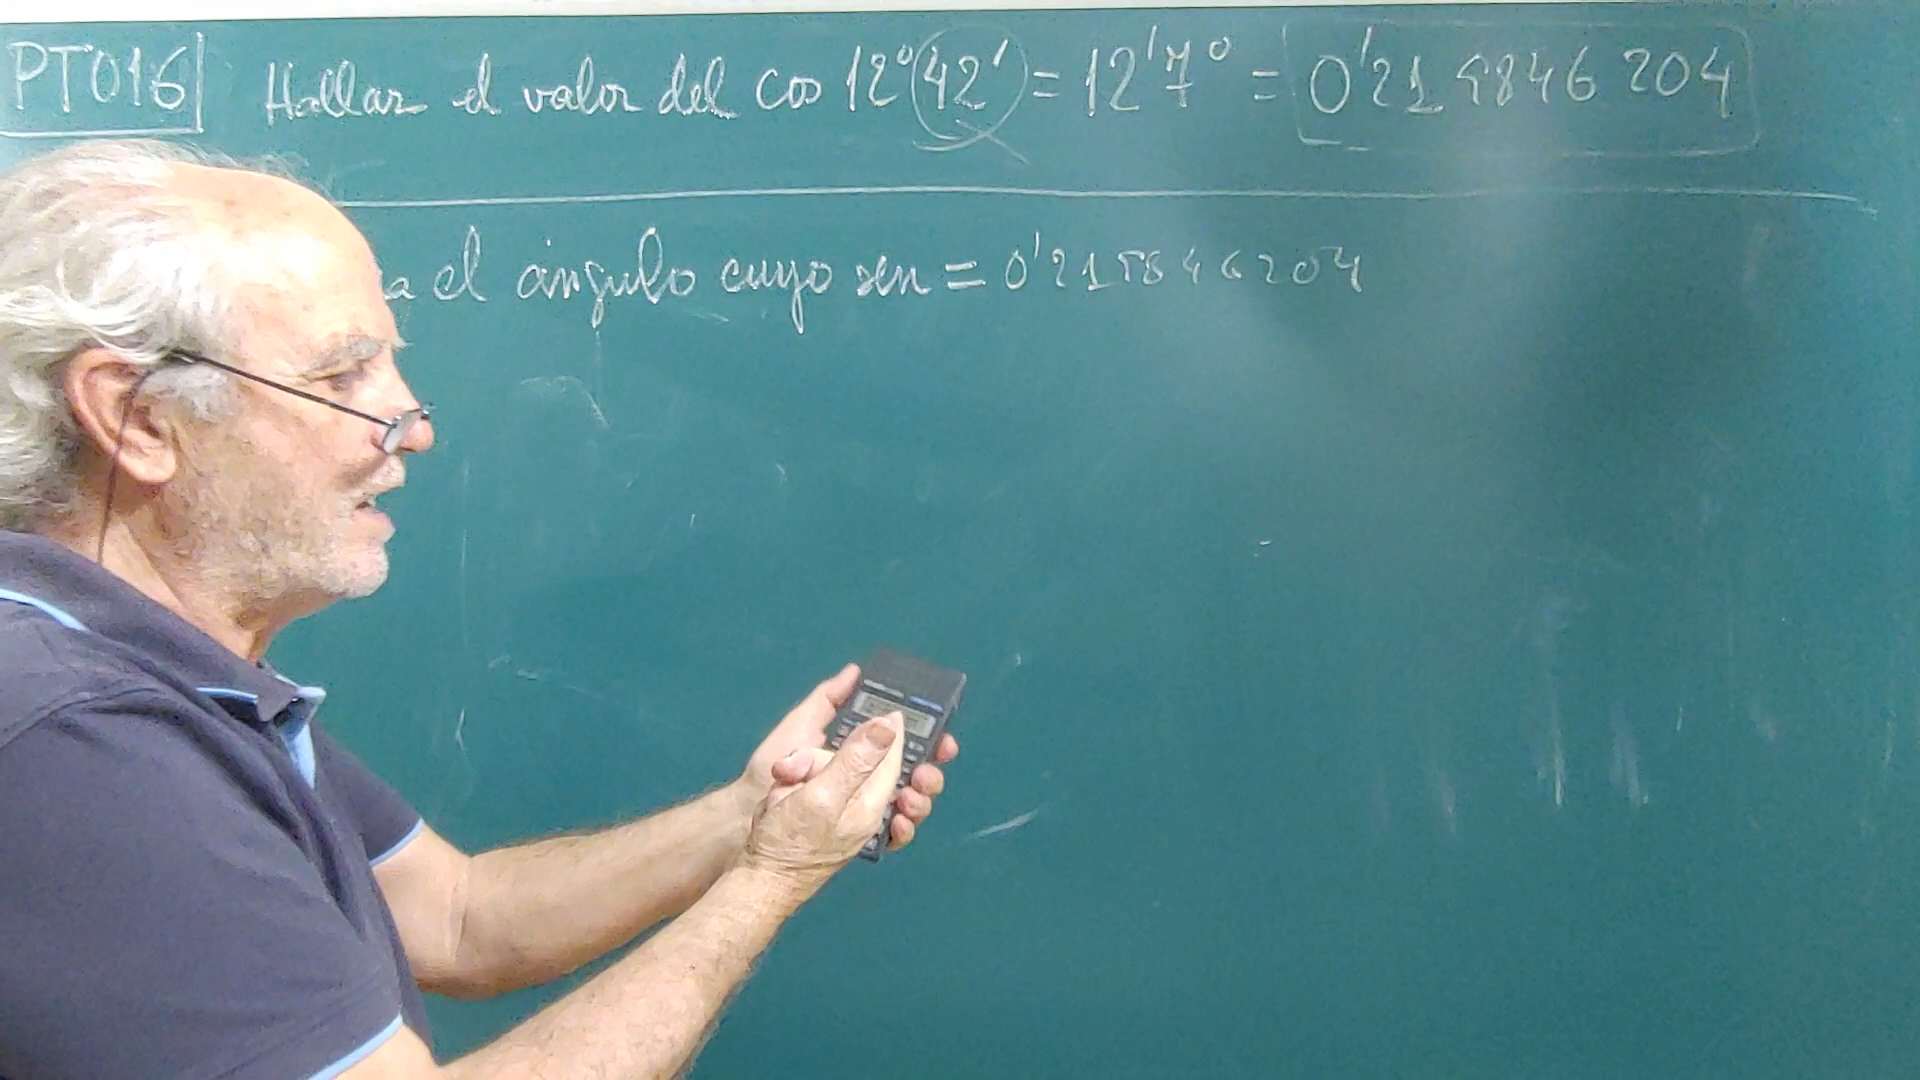 PT016 Hallar el valor del cos 12°42' = 12'7° = 0'219846204
a el ángulo cuyo sen = 0'219846204